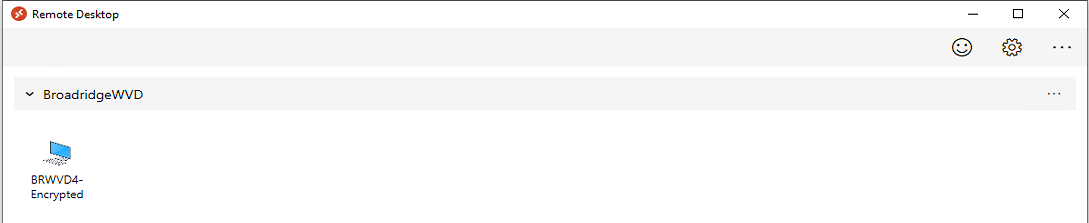 Remote Desktop
BroadridgeWVD
BRWVD4-
Encrypted